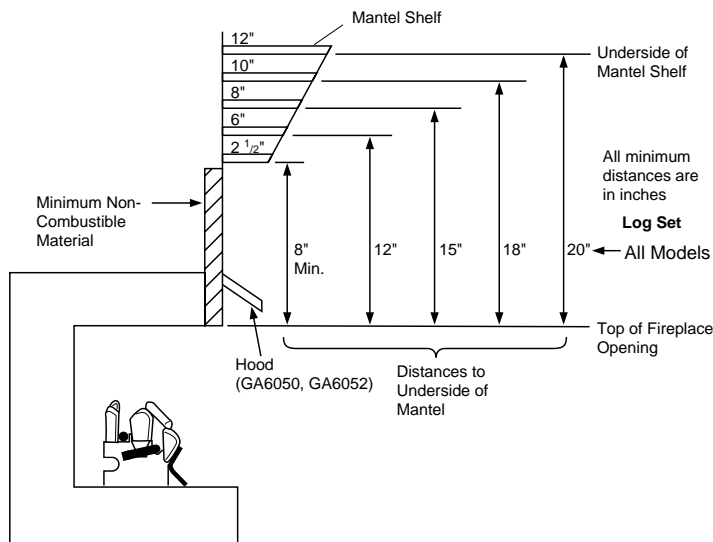 Mantel Shelf
12"
10"
8"
6"
2 1/2"
Underside of
Mantel Shelf
All minimum
distances are
in inches
Log Set
All Models
Minimum Non-
Combustible
Material
8"
Min.
12"
15"
18"
20"
Top of Fireplace
Opening
Hood
(GA6050, GA6052)
Distances to
Underside of
Mantel